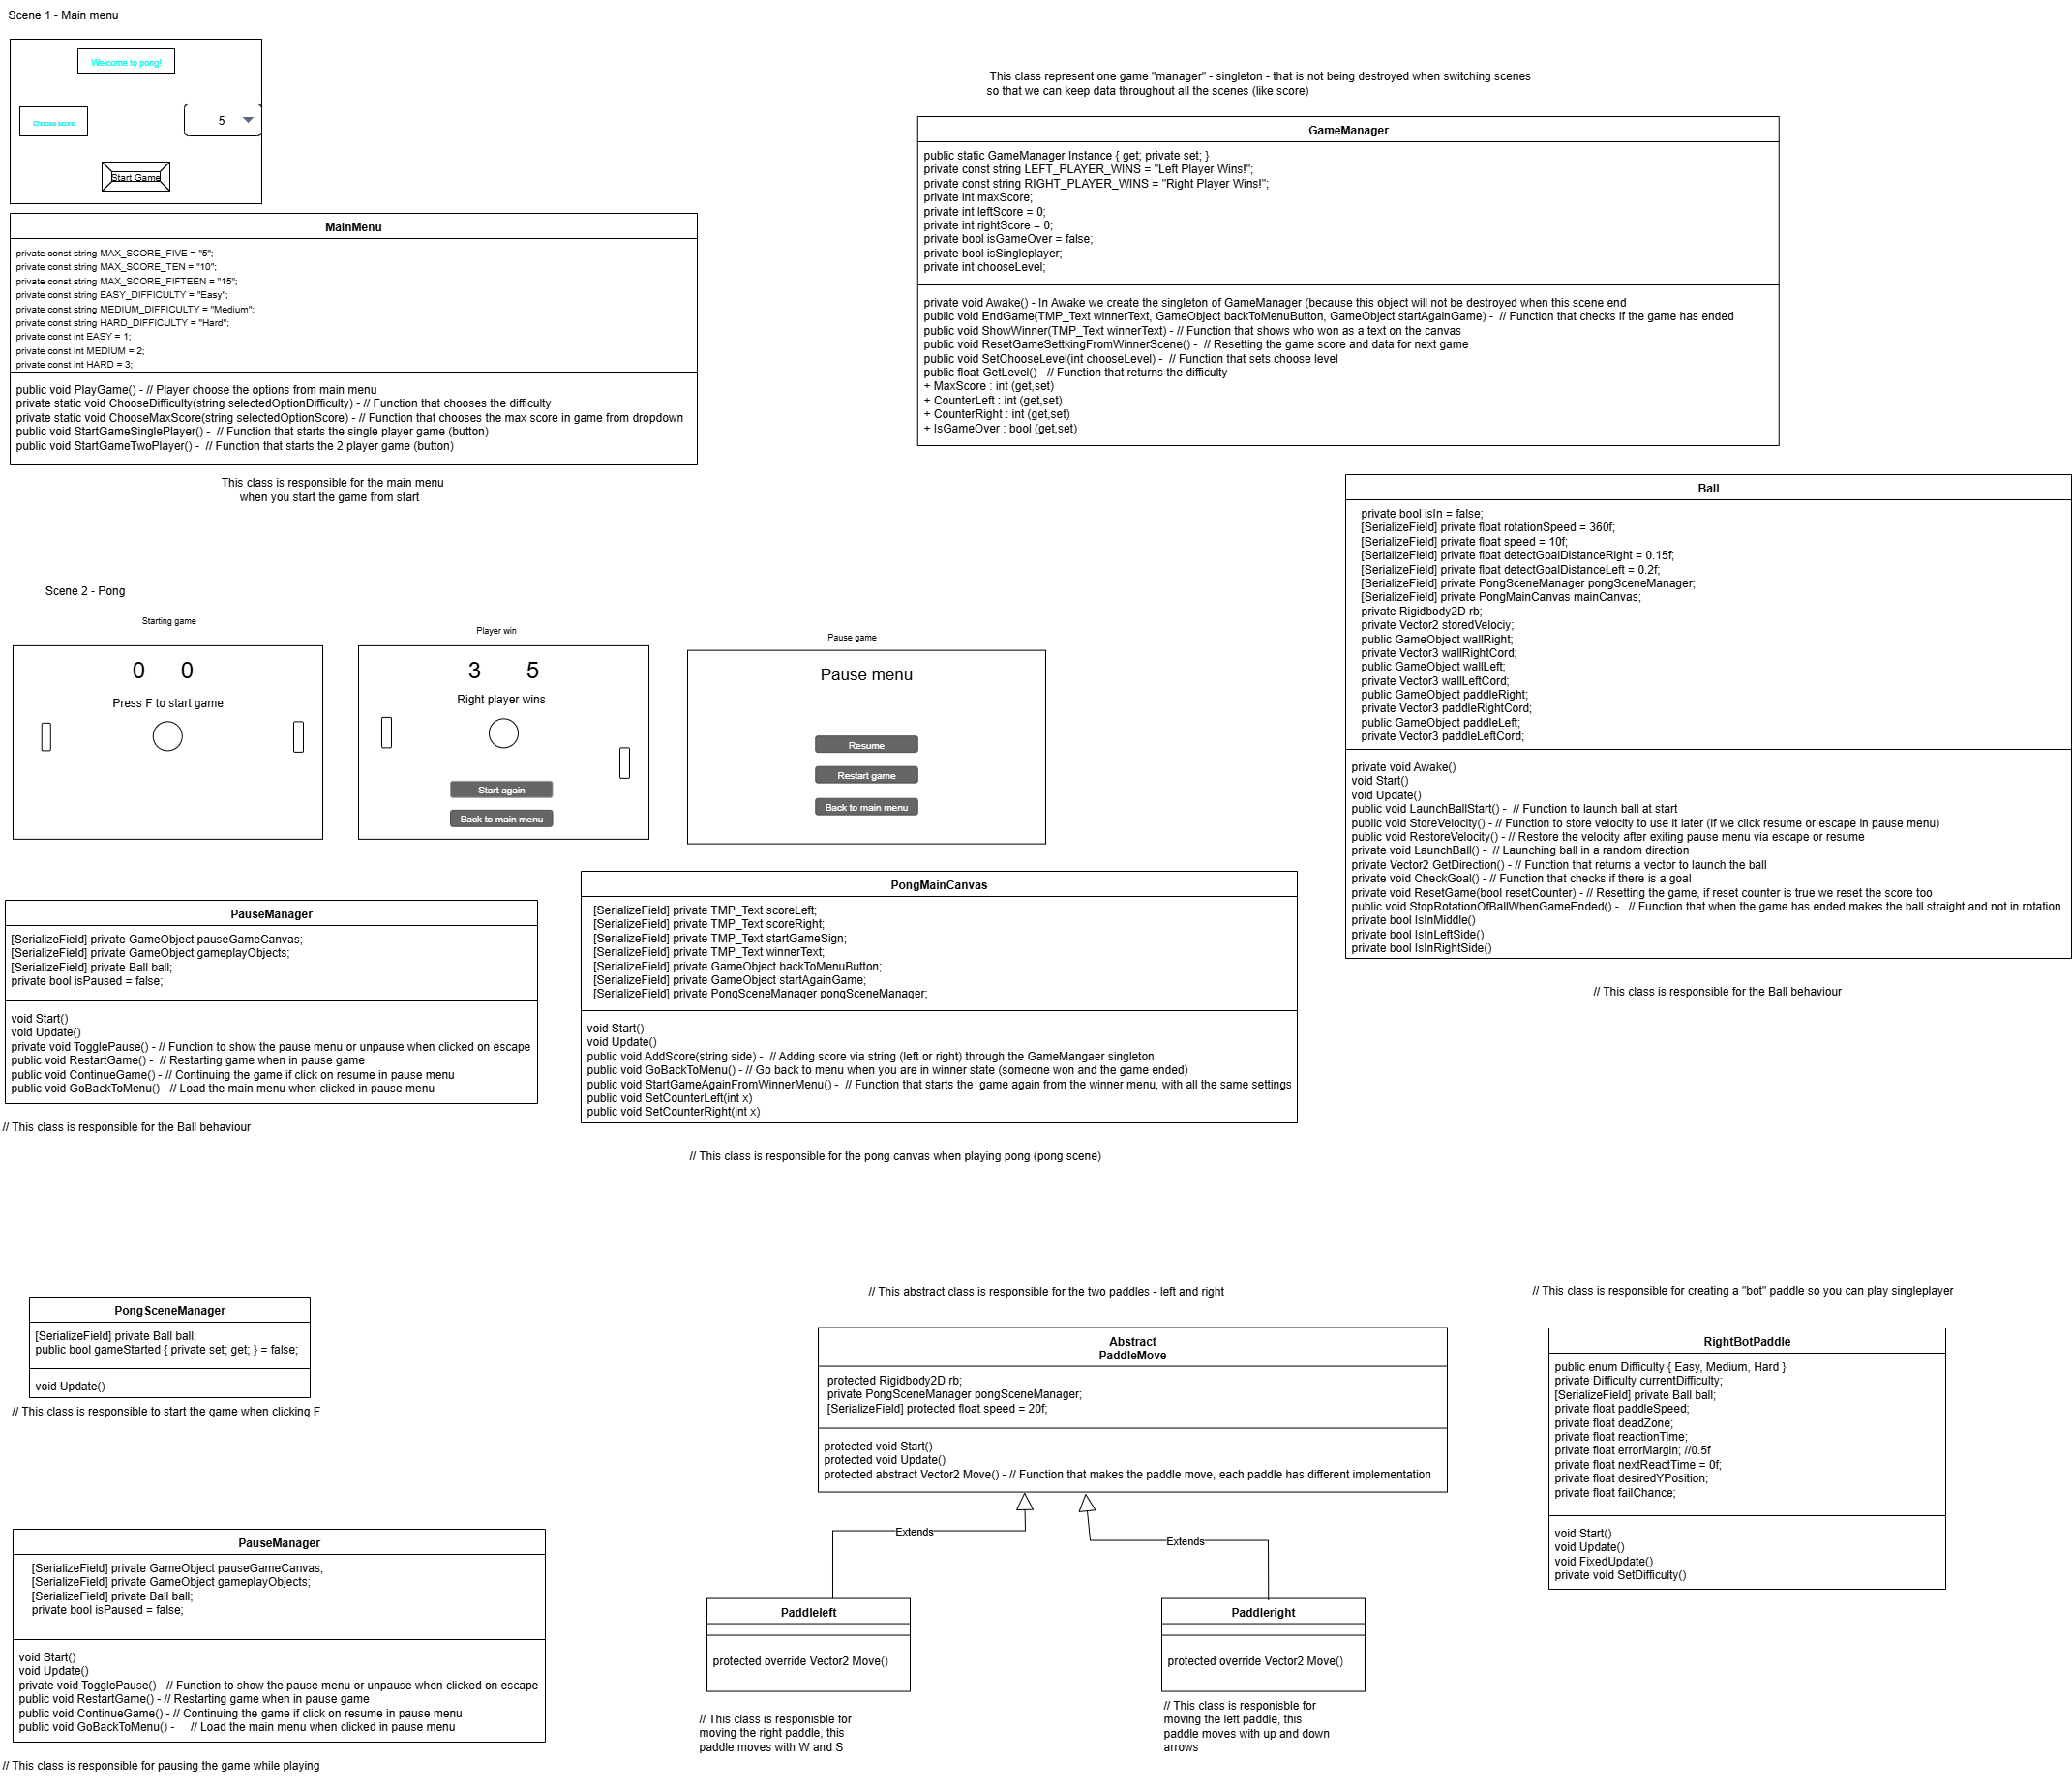 Scene 1 - Main menu
Welcome to pong!
Choose score
5
Start Game
MainMenu
private const string MAX_SCORE_FIVE = "5";
private const string MAX_SCORE_TEN = "10";
private const string MAX_SCORE_FIFTEEN = "15";
private const string EASY_DIFFICULTY = "Easy";
private const string MEDIUM_DIFFICULTY = "Medium";
private const string HARD_DIFFICULTY = "Hard";
private const int EASY = 1;
private const int MEDIUM = 2;
private const int HARD = 3;
public void PlayGame() - // Player choose the options from main menu
private static void ChooseDifficulty(string selectedOptionDifficulty) - // Function that chooses the difficulty
private static void ChooseMaxScore(string selectedOptionScore) - // Function that chooses the max score in game from dropdown
public void StartGameSinglePlayer() - // Function that starts the single player game (button)
public void StartGameTwoPlayer() - // Function that starts the 2 player game (button)
This class is responsible for the main menu
when you start the game from start
This class represent one game "manager" - singleton - that is not being destroyed when switching scenes
so that we can keep data throughout all the scenes (like score)
GameManager
public static GameManager Instance { get; private set; }
private const string LEFT_PLAYER_WINS = "Left Player Wins!";
private const string RIGHT_PLAYER_WINS = "Right Player Wins!";
private int maxScore;
private int leftScore = 0;
private int rightScore = 0;
private bool isGameOver = false;
private bool isSingleplayer;
private int chooseLevel;
private void Awake() - In Awake we create the singleton of GameManager (because this object will not be destroyed when this scene end
public void EndGame(TMP_Text winnerText, GameObject backToMenuButton, GameObject startAgainGame) - // Function that checks if the game has ended
public void ShowWinner(TMP_Text winnerText) - // Function that shows who won as a text on the canvas
public void ResetGameSettkingFromWinnerScene() - // Resetting the game score and data for next game
public void SetChooseLevel(int chooseLevel) - // Function that sets choose level
public float GetLevel() - // Function that returns the difficulty
+ MaxScore : int (get,set)
+ CounterLeft : int (get,set)
+ CounterRight : int (get,set)
+ IsGameOver : bool (get,set)
Ball
private bool isIn = false;
[SerializeField] private float rotationSpeed = 360f;
[SerializeField] private float speed = 10f;
[SerializeField] private float detectGoalDistanceRight = 0.15f;
[SerializeField] private float detectGoalDistanceLeft = 0.2f;
[SerializeField] private PongSceneManager pongSceneManager;
[SerializeField] private PongMainCanvas mainCanvas;
private Rigidbody2D rb;
private Vector2 storedVelociy;
public GameObject wallRight;
private Vector3 wallRightCord;
public GameObject wallLeft;
private Vector3 wallLeftCord;
public GameObject paddleRight;
private Vector3 paddleRightCord;
public GameObject paddleLeft;
private Vector3 paddleLeftCord;
private void Awake()
void Start()
void Update()
public void LaunchBallStart() - // Function to launch ball at start
public void StoreVelocity() - // Function to store velocity to use it later (if we click resume or escape in pause menu)
public void RestoreVelocity() - // Restore the velocity after exiting pause menu via escape or resume
private void LaunchBall() - // Launching ball in a random direction
private Vector2 GetDirection() - // Function that returns a vector to launch the ball
private void CheckGoal() - // Function that checks if there is a goal
private void ResetGame(bool resetCounter) - // Resetting the game, if reset counter is true we reset the score too
public void StopRotationOfBallWhenGameEnded() - // Function that when the game has ended makes the ball straight and not in rotation
private bool IsInMiddle()
private bool IsInLeftSide()
private bool IsInRightSide()
// This class is responsible for the Ball behaviour
Scene 2 - Pong
Starting game
0 0
Press F to start game
Player win
3 5
Right player wins
Start again
Back to main menu
Pause game
Pause menu
Resume
Restart game
Back to main menu
PauseManager
[SerializeField] private GameObject pauseGameCanvas;
[SerializeField] private GameObject gameplayObjects;
[SerializeField] private Ball ball;
private bool isPaused = false;
void Start()
void Update()
private void TogglePause() - // Function to show the pause menu or unpause when clicked on escape
public void RestartGame() - // Restarting game when in pause game
public void ContinueGame() - // Continuing the game if click on resume in pause menu
public void GoBackToMenu() - // Load the main menu when clicked in pause menu
// This class is responsible for the Ball behaviour
PongMainCanvas
[SerializeField] private TMP_Text scoreLeft;
[SerializeField] private TMP_Text scoreRight;
[SerializeField] private TMP_Text startGameSign;
[SerializeField] private TMP_Text winnerText;
[SerializeField] private GameObject backToMenuButton;
[SerializeField] private GameObject startAgainGame;
[SerializeField] private PongSceneManager pongSceneManager;
void Start()
void Update()
public void AddScore(string side) - // Adding score via string (left or right) through the GameMangaer singleton
public void GoBackToMenu() - // Go back to menu when you are in winner state (someone won and the game ended)
public void StartGameAgainFromWinnerMenu() - // Function that starts the game again from the winner menu, with all the same settings
public void SetCounterLeft(int x)
public void SetCounterRight(int x)
// This class is responsible for the pong canvas when playing pong (pong scene)
PongSceneManager
[SerializeField] private Ball ball;
public bool gameStarted { private set; get; } = false;
void Update()
// This class is responsible to start the game when clicking F
// This abstract class is responsible for the two paddles - left and right
Abstract
PaddleMove
protected Rigidbody2D rb;
private PongSceneManager pongSceneManager;
[SerializeField] protected float speed = 20f;
protected void Start()
protected void Update()
protected abstract Vector2 Move() - // Function that makes the paddle move, each paddle has different implementation
Extends
Extends
// This class is responsible for creating a "bot" paddle so you can play singleplayer
RightBotPaddle
public enum Difficulty { Easy, Medium, Hard }
private Difficulty currentDifficulty;
[SerializeField] private Ball ball;
private float paddleSpeed;
private float deadZone;
private float reactionTime;
private float errorMargin; //0.5f
private float nextReactTime = 0f;
private float desiredYPosition;
private float failChance;
void Start()
void Update()
void FixedUpdate()
private void SetDifficulty()
PauseManager
[SerializeField] private GameObject pauseGameCanvas;
[SerializeField] private GameObject gameplayObjects;
[SerializeField] private Ball ball;
private bool isPaused = false;
void Start()
void Update()
private void TogglePause() - // Function to show the pause menu or unpause when clicked on escape
public void RestartGame() - // Restarting game when in pause game
public void ContinueGame() - // Continuing the game if click on resume in pause menu
public void GoBackToMenu() - // Load the main menu when clicked in pause menu
// This class is responsible for pausing the game while playing
Paddleleft
protected override Vector2 Move()
// This class is responisble for
moving the right paddle, this
paddle moves with W and S
Paddleright
protected override Vector2 Move()
// This class is responisble for
moving the left paddle, this
paddle moves with up and down
arrows